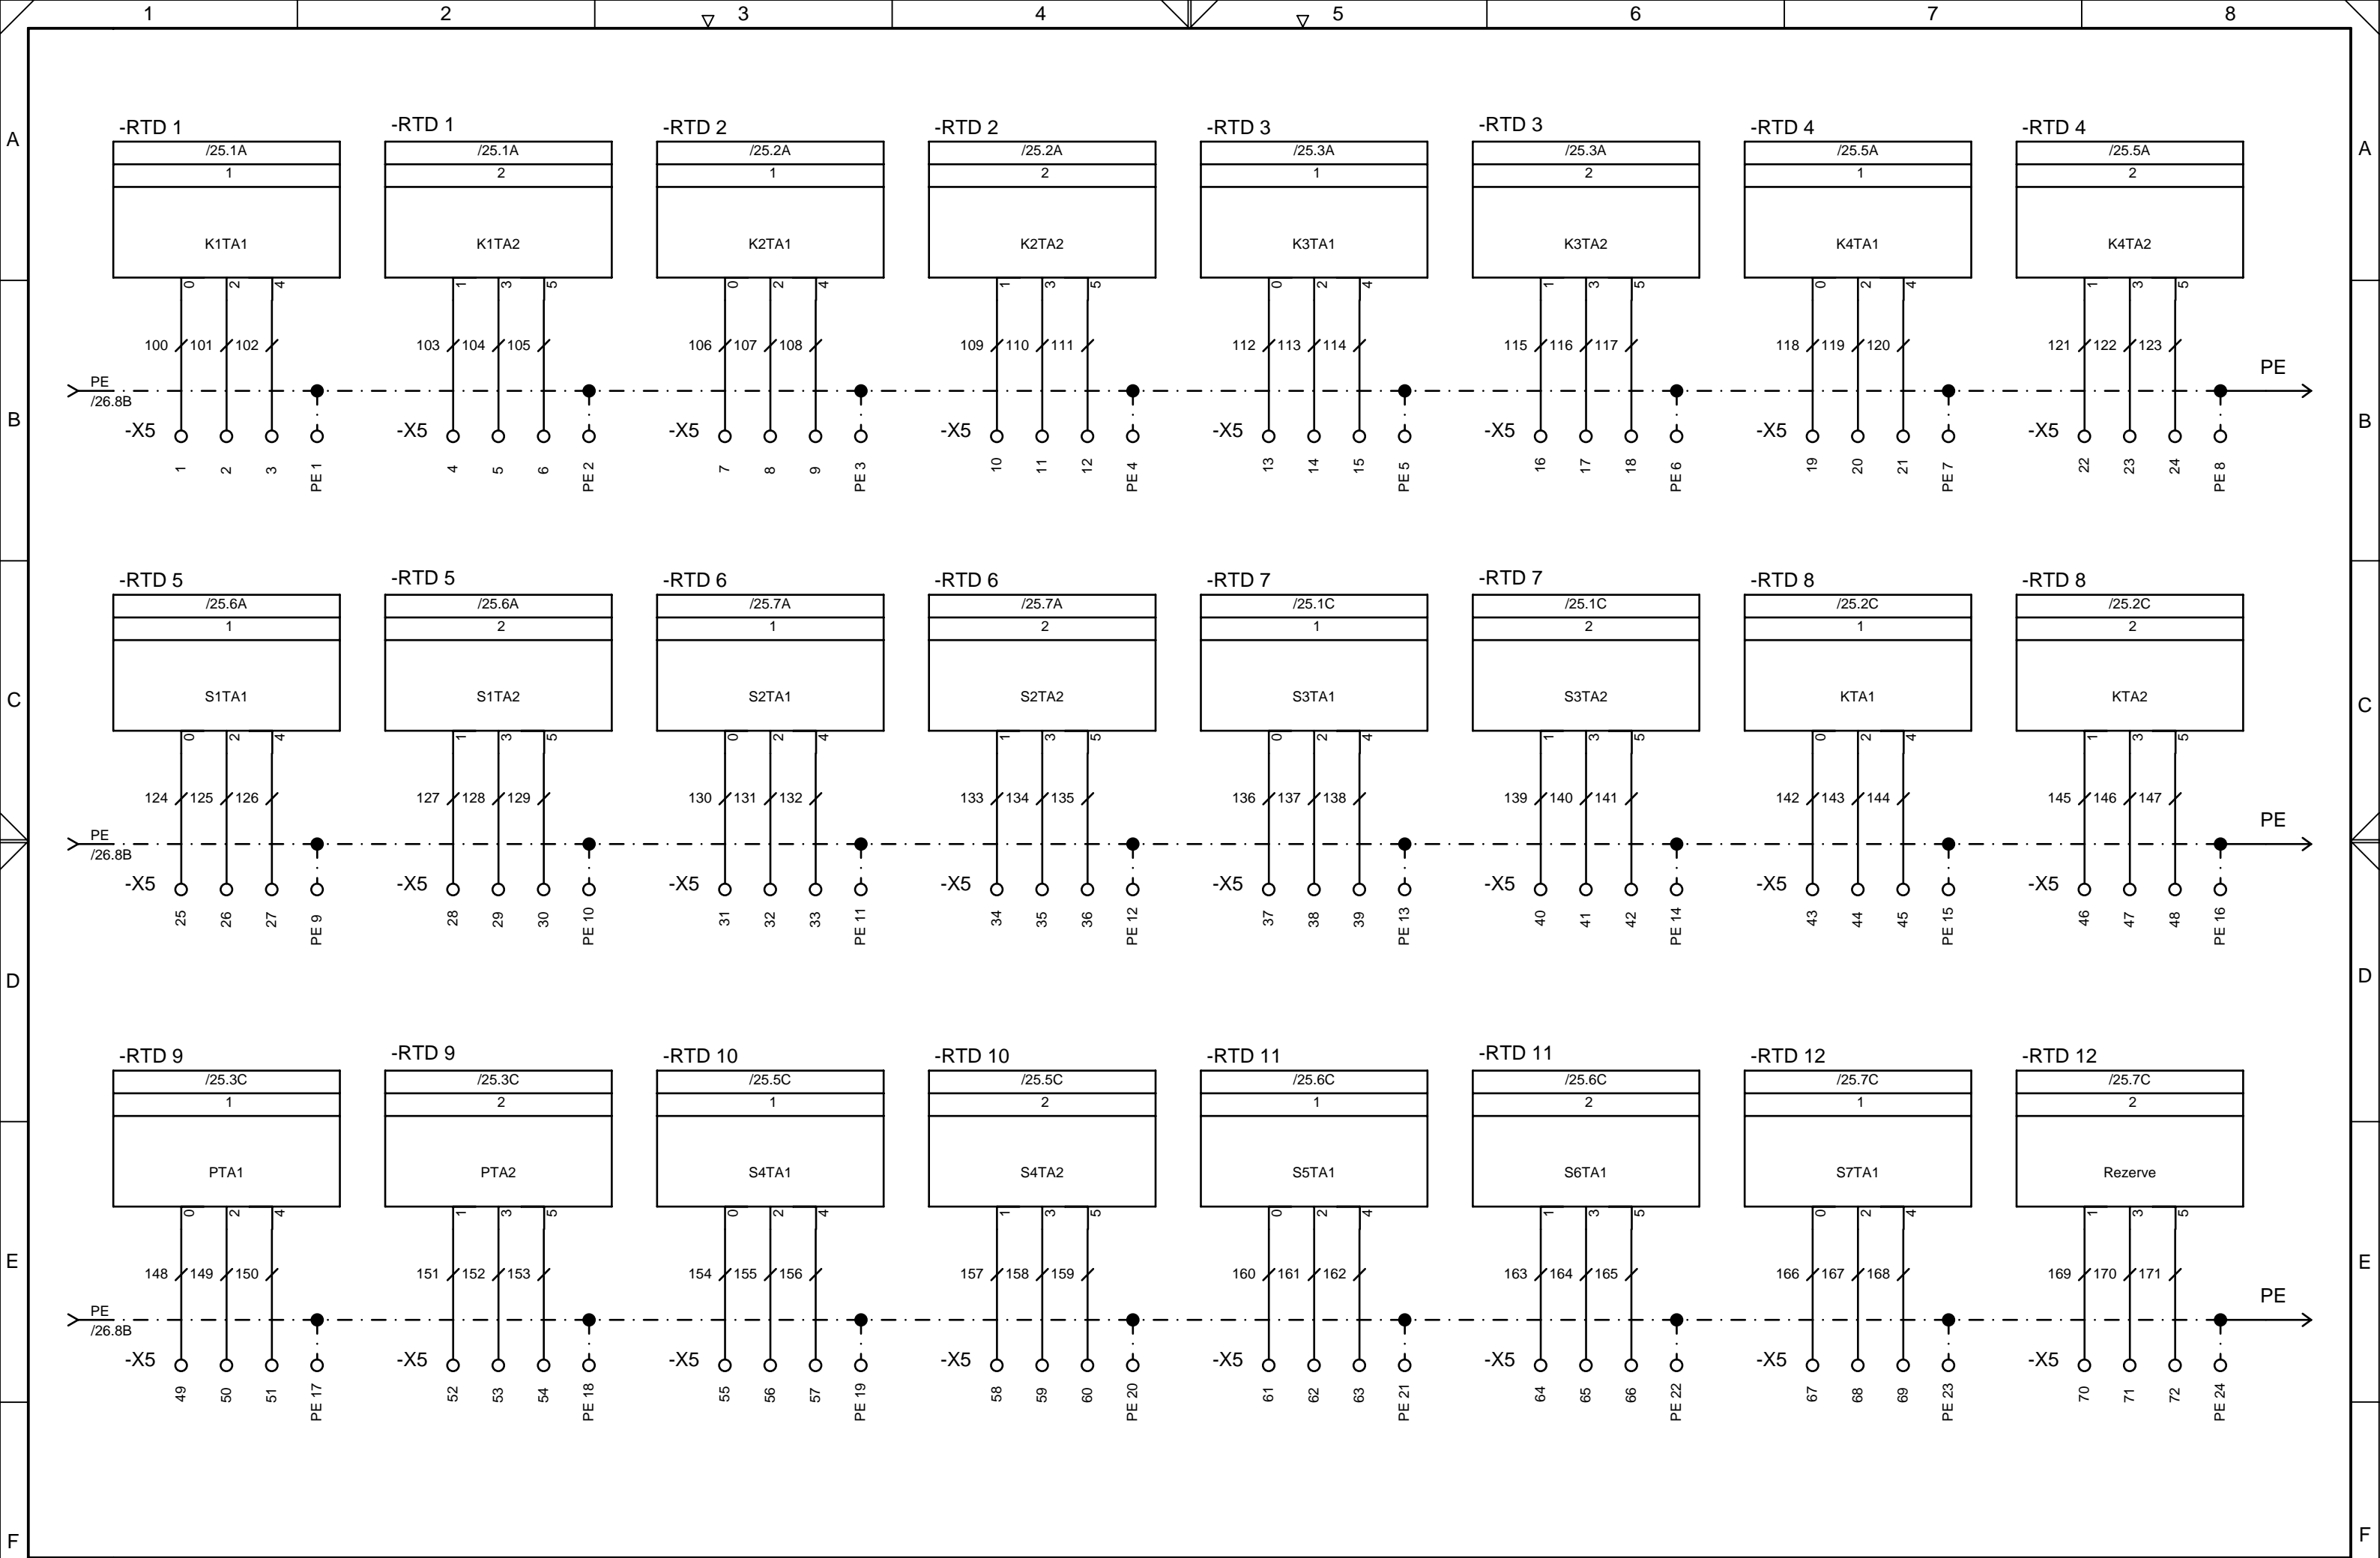 1 2 3 4 5 6 7 8
A A
-RTD 1 -RTD 1 -RTD 2 -RTD 2 -RTD 3 -RTD 3 -RTD 4 -RTD 4
/25.1A /25.1A /25.2A /25.2A /25.3A /25.3A /25.5A /25.5A
1 2 1 2 1 2 1 2
K1TA1 K1TA2 K2TA1 K2TA2 K3TA1 K3TA2 K4TA1 K4TA2
0 2 4 1 3 5 0 2 4 1 3 5 0 2 4 1 3 5 0 2 4 1 3 5
100 101 102 103 104 105 106 107 108 109 110 111 112 113 114 115 116 117 118 119 120 121 122 123
PE PE
/26.8B
B B
-X5 -X5 -X5 -X5 -X5 -X5 -X5 -X5
1 2 3 PE 1 4 5 6 PE 2 7 8 9 PE 3 10 11 12 PE 4 13 14 15 PE 5 16 17 18 PE 6 19 20 21 PE 7 22 23 24 PE 8
-RTD 5 -RTD 5 -RTD 6 -RTD 6 -RTD 7 -RTD 7 -RTD 8 -RTD 8
/25.6A /25.6A /25.7A /25.7A /25.1C /25.1C /25.2C /25.2C
1 2 1 2 1 2 1 2
C C
S1TA1 S1TA2 S2TA1 S2TA2 S3TA1 S3TA2 KTA1 KTA2
0 2 4 1 3 5 0 2 4 1 3 5 0 2 4 1 3 5 0 2 4 1 3 5
124 125 126 127 128 129 130 131 132 133 134 135 136 137 138 139 140 141 142 143 144 145 146 147
PE PE
/26.8B
-X5 -X5 -X5 -X5 -X5 -X5 -X5 -X5
25 26 27 PE 9 28 29 30 PE 10 31 32 33 PE 11 34 35 36 PE 12 37 38 39 PE 13 40 41 42 PE 14 43 44 45 PE 15 46 47 48 PE 16
D D
-RTD 9 -RTD 9 -RTD 10 -RTD 10 -RTD 11 -RTD 11 -RTD 12 -RTD 12
/25.3C /25.3C /25.5C /25.5C /25.6C /25.6C /25.7C /25.7C
1 2 1 2 1 2 1 2
PTA1 PTA2 S4TA1 S4TA2 S5TA1 S6TA1 S7TA1 Rezerve
0 2 4 1 3 5 0 2 4 1 3 5 0 2 4 1 3 5 0 2 4 1 3 5
E E
148 149 150 151 152 153 154 155 156 157 158 159 160 161 162 163 164 165 166 167 168 169 170 171
PE PE
/26.8B
-X5 -X5 -X5 -X5 -X5 -X5 -X5 -X5
49 50 51 PE 17 52 53 54 PE 18 55 56 57 PE 19 58 59 60 PE 20 61 62 63 PE 21 64 65 66 PE 22 67 68 69 PE 23 70 71 72 PE 24
F F